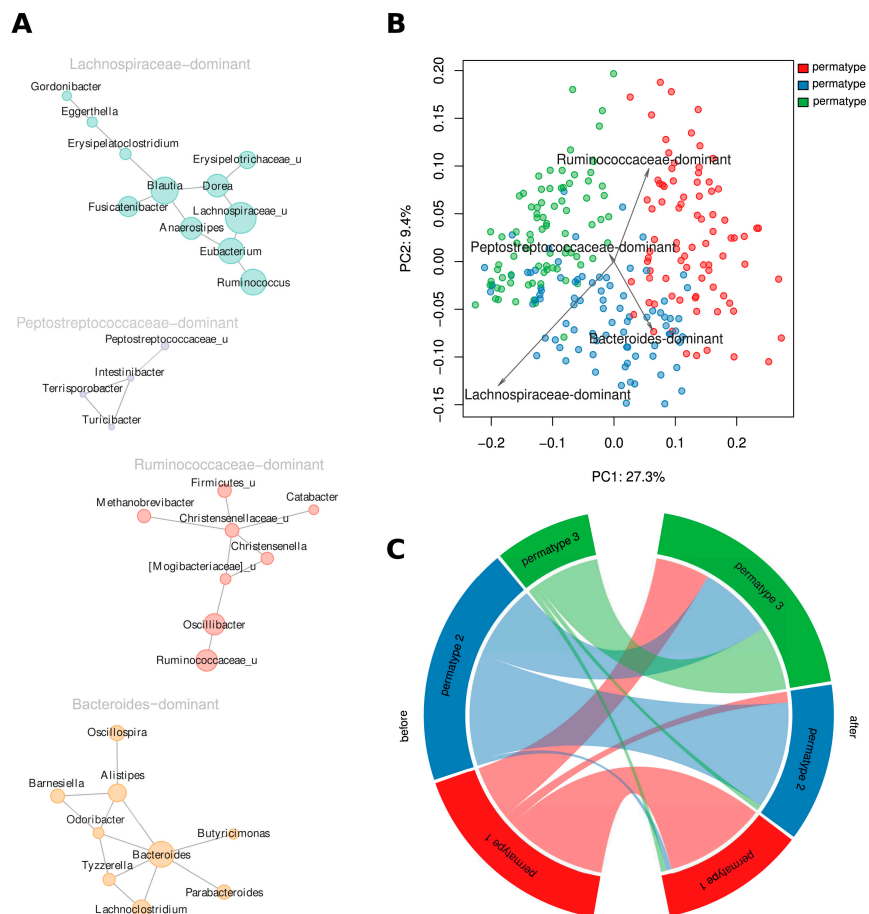 A
Lachnospiraceae-dominant
Gordonibacter
Eggerthella
Erysipelatoclostridium
Erysipelotrichaceae_u
Blautia
Dorea
Fusicatenibacter
Lachnospiraceae_u
Anaerostipes
Eubacterium
Ruminococcus
Peptostreptococcaceae-dominant
Peptostreptococcaceae_u
Intestinibacter
Terrisporobacter
Turicibacter
Ruminococcaceae-dominant
Firmicutes_u
Methanobrevibacter
Catabacter
Christensenellaceae_u
Christensenella
[Mogibacteriaceae]_u
Oscillibacter
Ruminococcaceae_u
Bacteroides-dominant
Oscillospira
Alistipes
Barnesiella
Odoribacter
Butyricimonas
Bacteroides
Tyzzerella
Parabacteroides
Lachnoclostridium
B
PC2: 9.4%
0.20
0.15
0.10
0.05
0.00
−0.05
−0.10
−0.15
Ruminococcaceae-dominant
Peptostreptococcaceae-dominant
Bacteroides-dominant
Lachnospiraceae-dominant
−0.2
−0.1
0.0
0.1
0.2
PC1: 27.3%
permatype
permatype
permatype
C
before
permatype 3
permatype 2
permatype 1
permatype 3
permatype 2
permatype 1
after